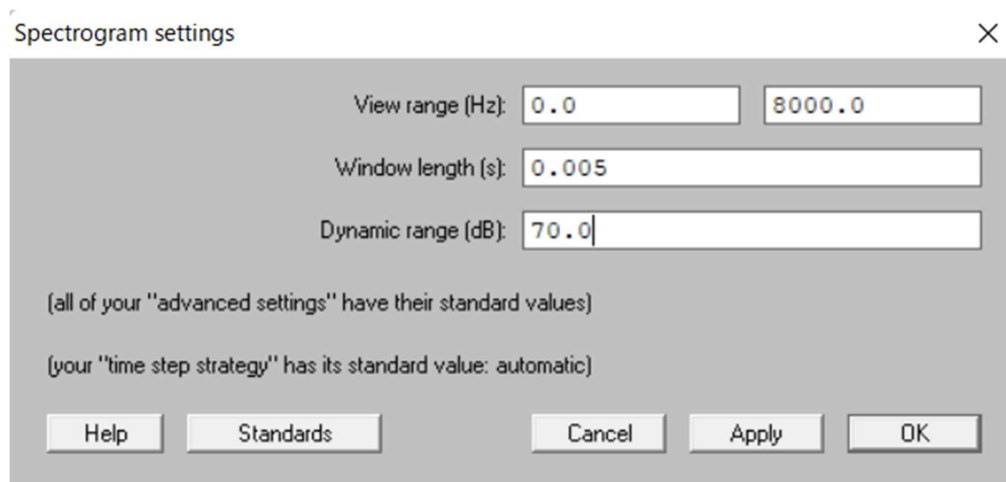 Spectrogram settings
View range (Hz): 0.0 8000.0
Window length (s): 0.005
Dynamic range (dB): 70.0
(all of your "advanced settings" have their standard values)
(your "time step strategy" has its standard value: automatic)
Help Standards Cancel Apply OK